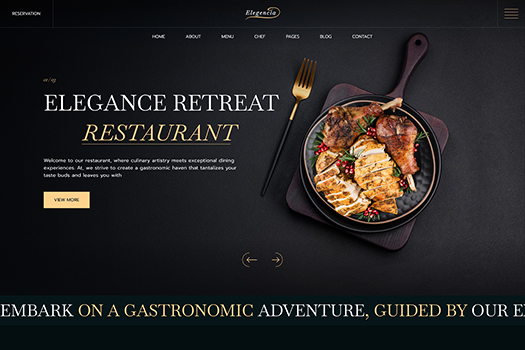 RESERVATION
Elegencia
HOME ABOUT MENU CHEF PAGES BLOG CONTACT
01/03
ELEGANCE RETREAT
RESTAURANT
Welcome to our restaurant, where culinary artistry meets exceptional dining
experiences. At, we strive to create a gastronomic haven that tantalizes your
taste buds and leaves you with
VIEW MORE
EMBARK ON A GASTRONOMIC ADVENTURE, GUIDED BY OUR E